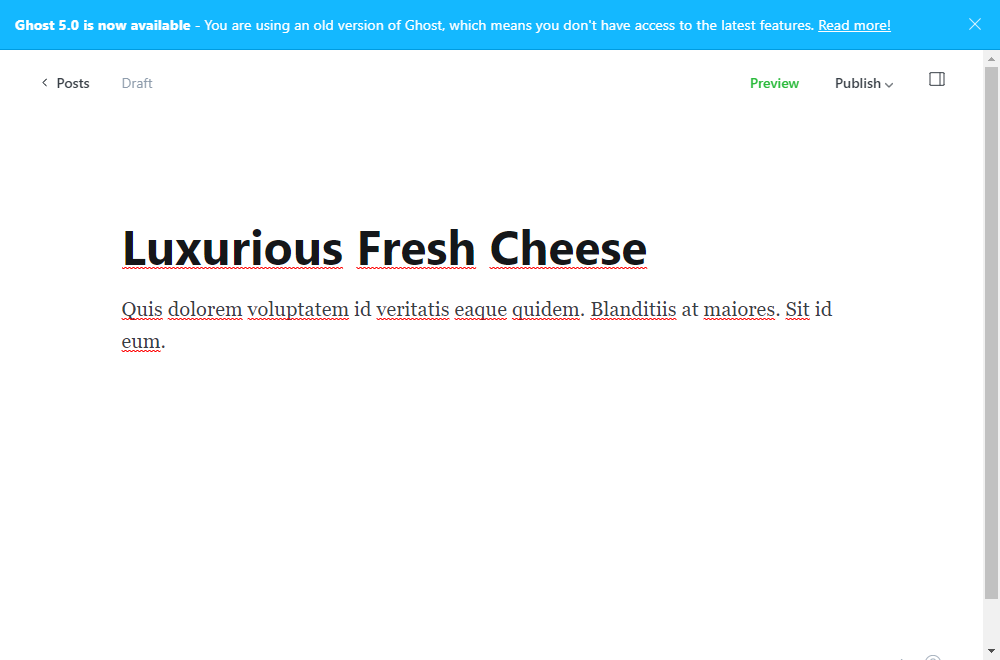 Ghost 5.0 is now available - You are using an old version of Ghost, which means you don't have access to the latest features. Read more!
Posts
Draft
Preview
Publish
Luxurious Fresh Cheese
Quis dolorem voluptatem id veritatis eaque quidem. Blanditiis at maiores. Sit id
eum.